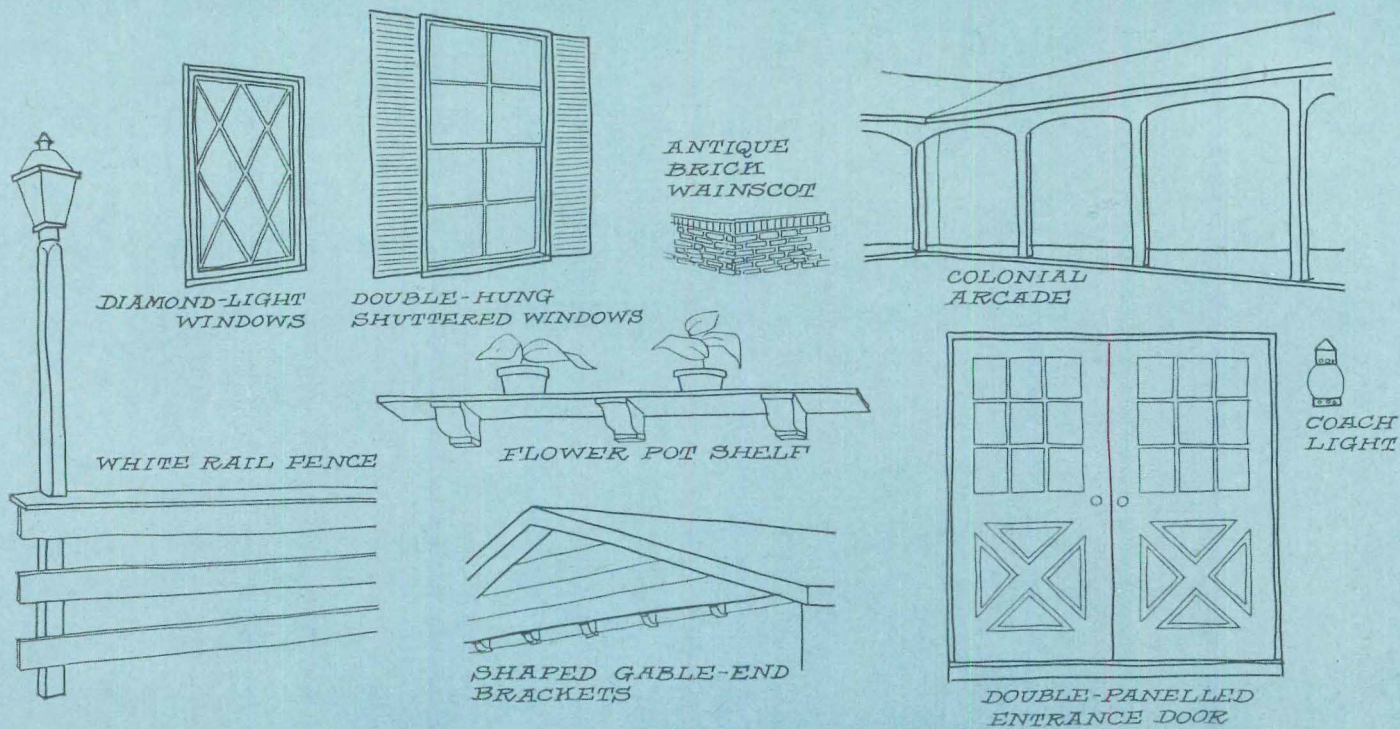 ANTIQUE
BRICK
WAINSCOT
DIAMOND-LIGHT
WINDOWS
DOUBLE-HUNG
SHUTTERED WINDOWS
COLONIAL
ARCADE
COACH
LIGHT
WHITE RAIL FENCE
FLOWER POT SHELF
SHAPED GABLE-END
BRACKETS
DOUBLE-PANELLED
ENTRANCE DOOR